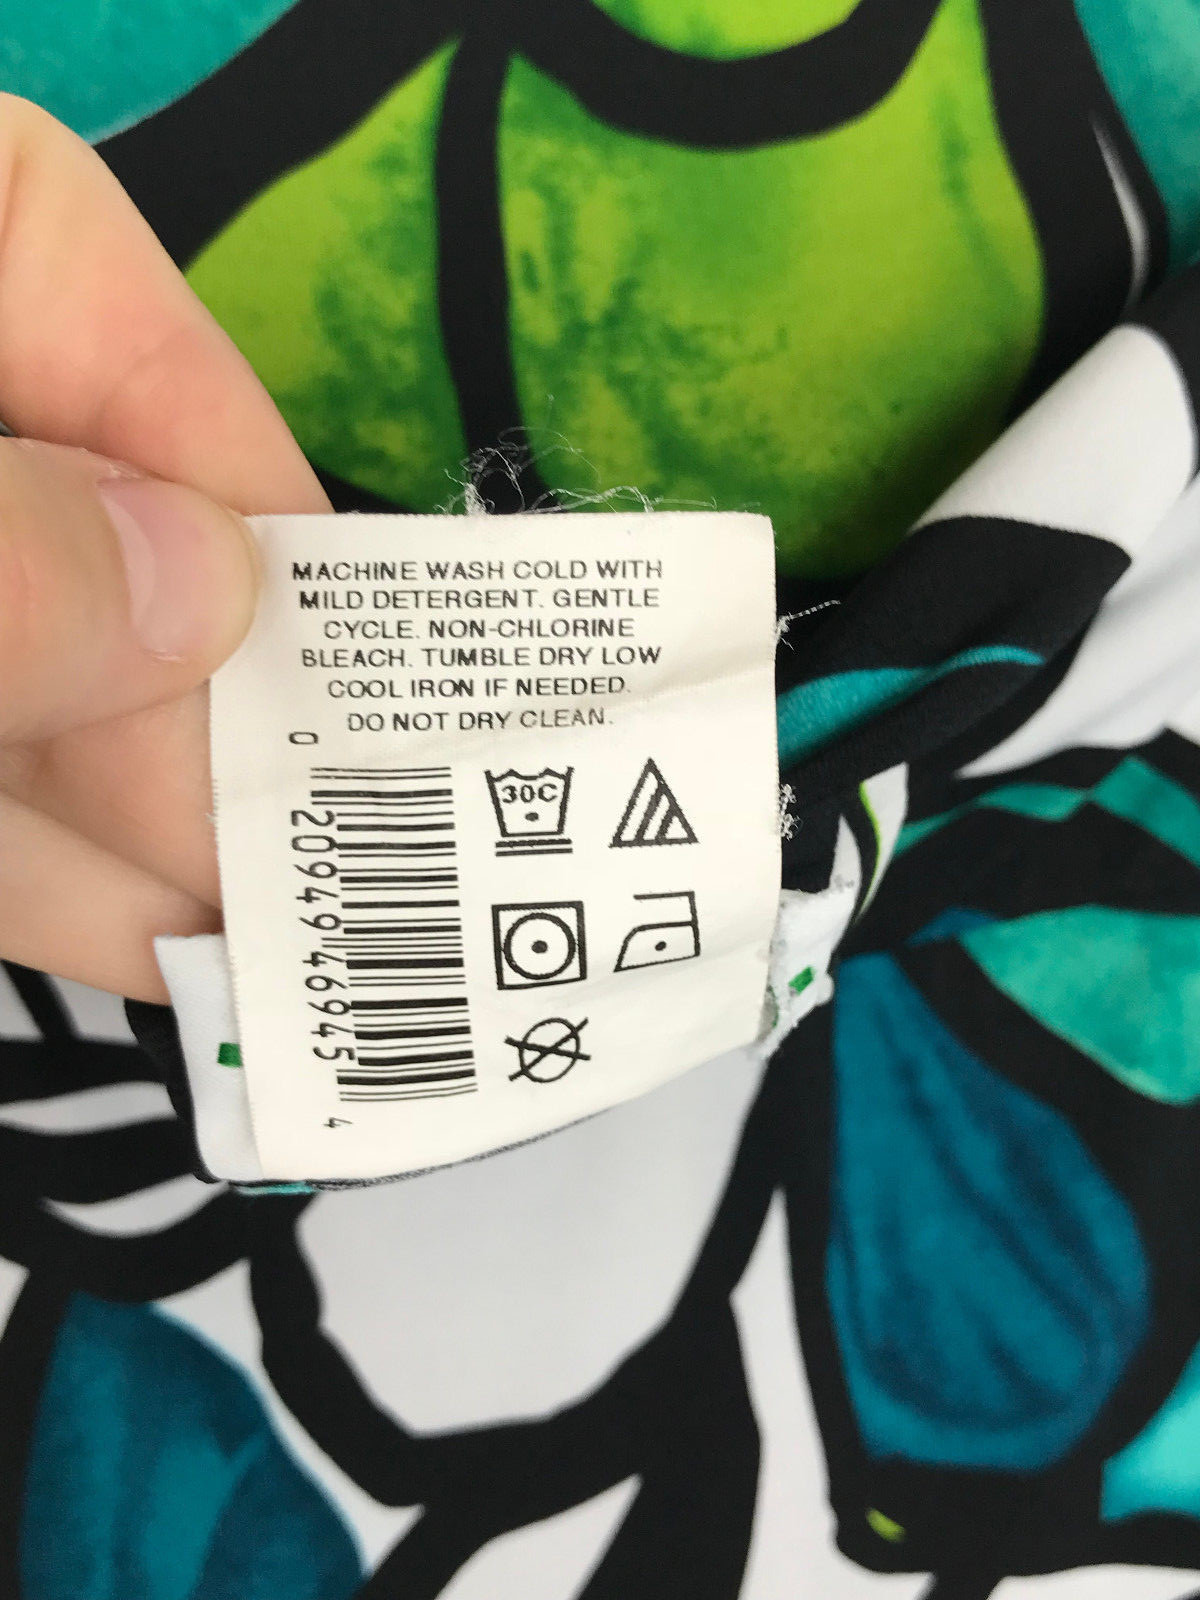 MACHINE WASH COLD WITH
MILD DETERGENT. GENTLE
CYCLE. NON-CHLORINE
BLEACH. TUMBLE DRY LOW
COOL IRON IF NEEDED.
DO NOT DRY CLEAN.
0 20949 46945 4
30C